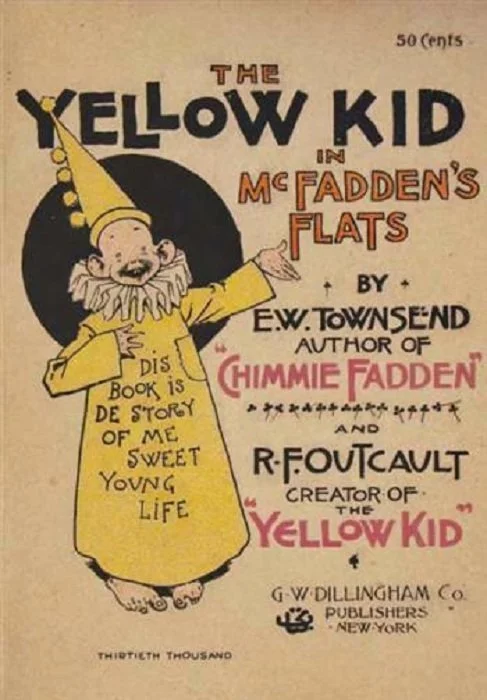 50 Cents
THE
YELLOW KID
IN
McFADDEN'S
FLATS
BY
E.W. TOWNSEND
AUTHOR OF
"CHIMMIE FADDEN"
AND
R·F·OUTCAULT
CREATOR·OF·
·THE·
"YELLOW KID"
G·W·DILLINGHAM Co.
PUBLISHERS
·NEW·YORK
DIS
BOOK is
DE STORY
OF ME
SWEET
YOUNG
LIFE
THIRTIETH THOUSAND